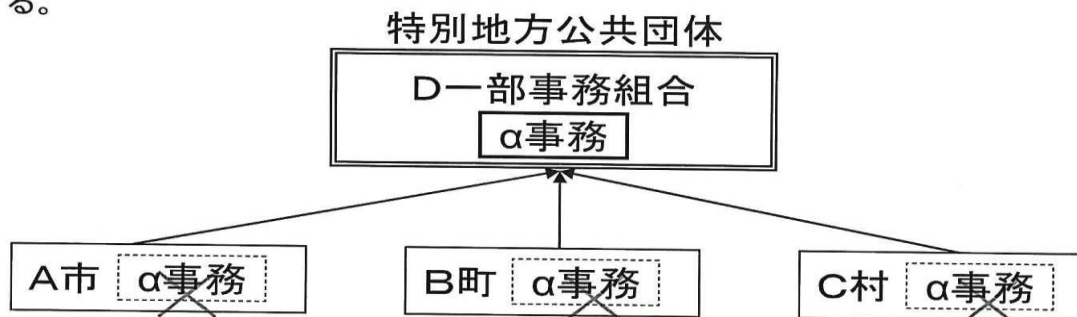 る。
特別地方公共団体
D一部事務組合
α事務
A市 α事務
B町 α事務
C村 α事務